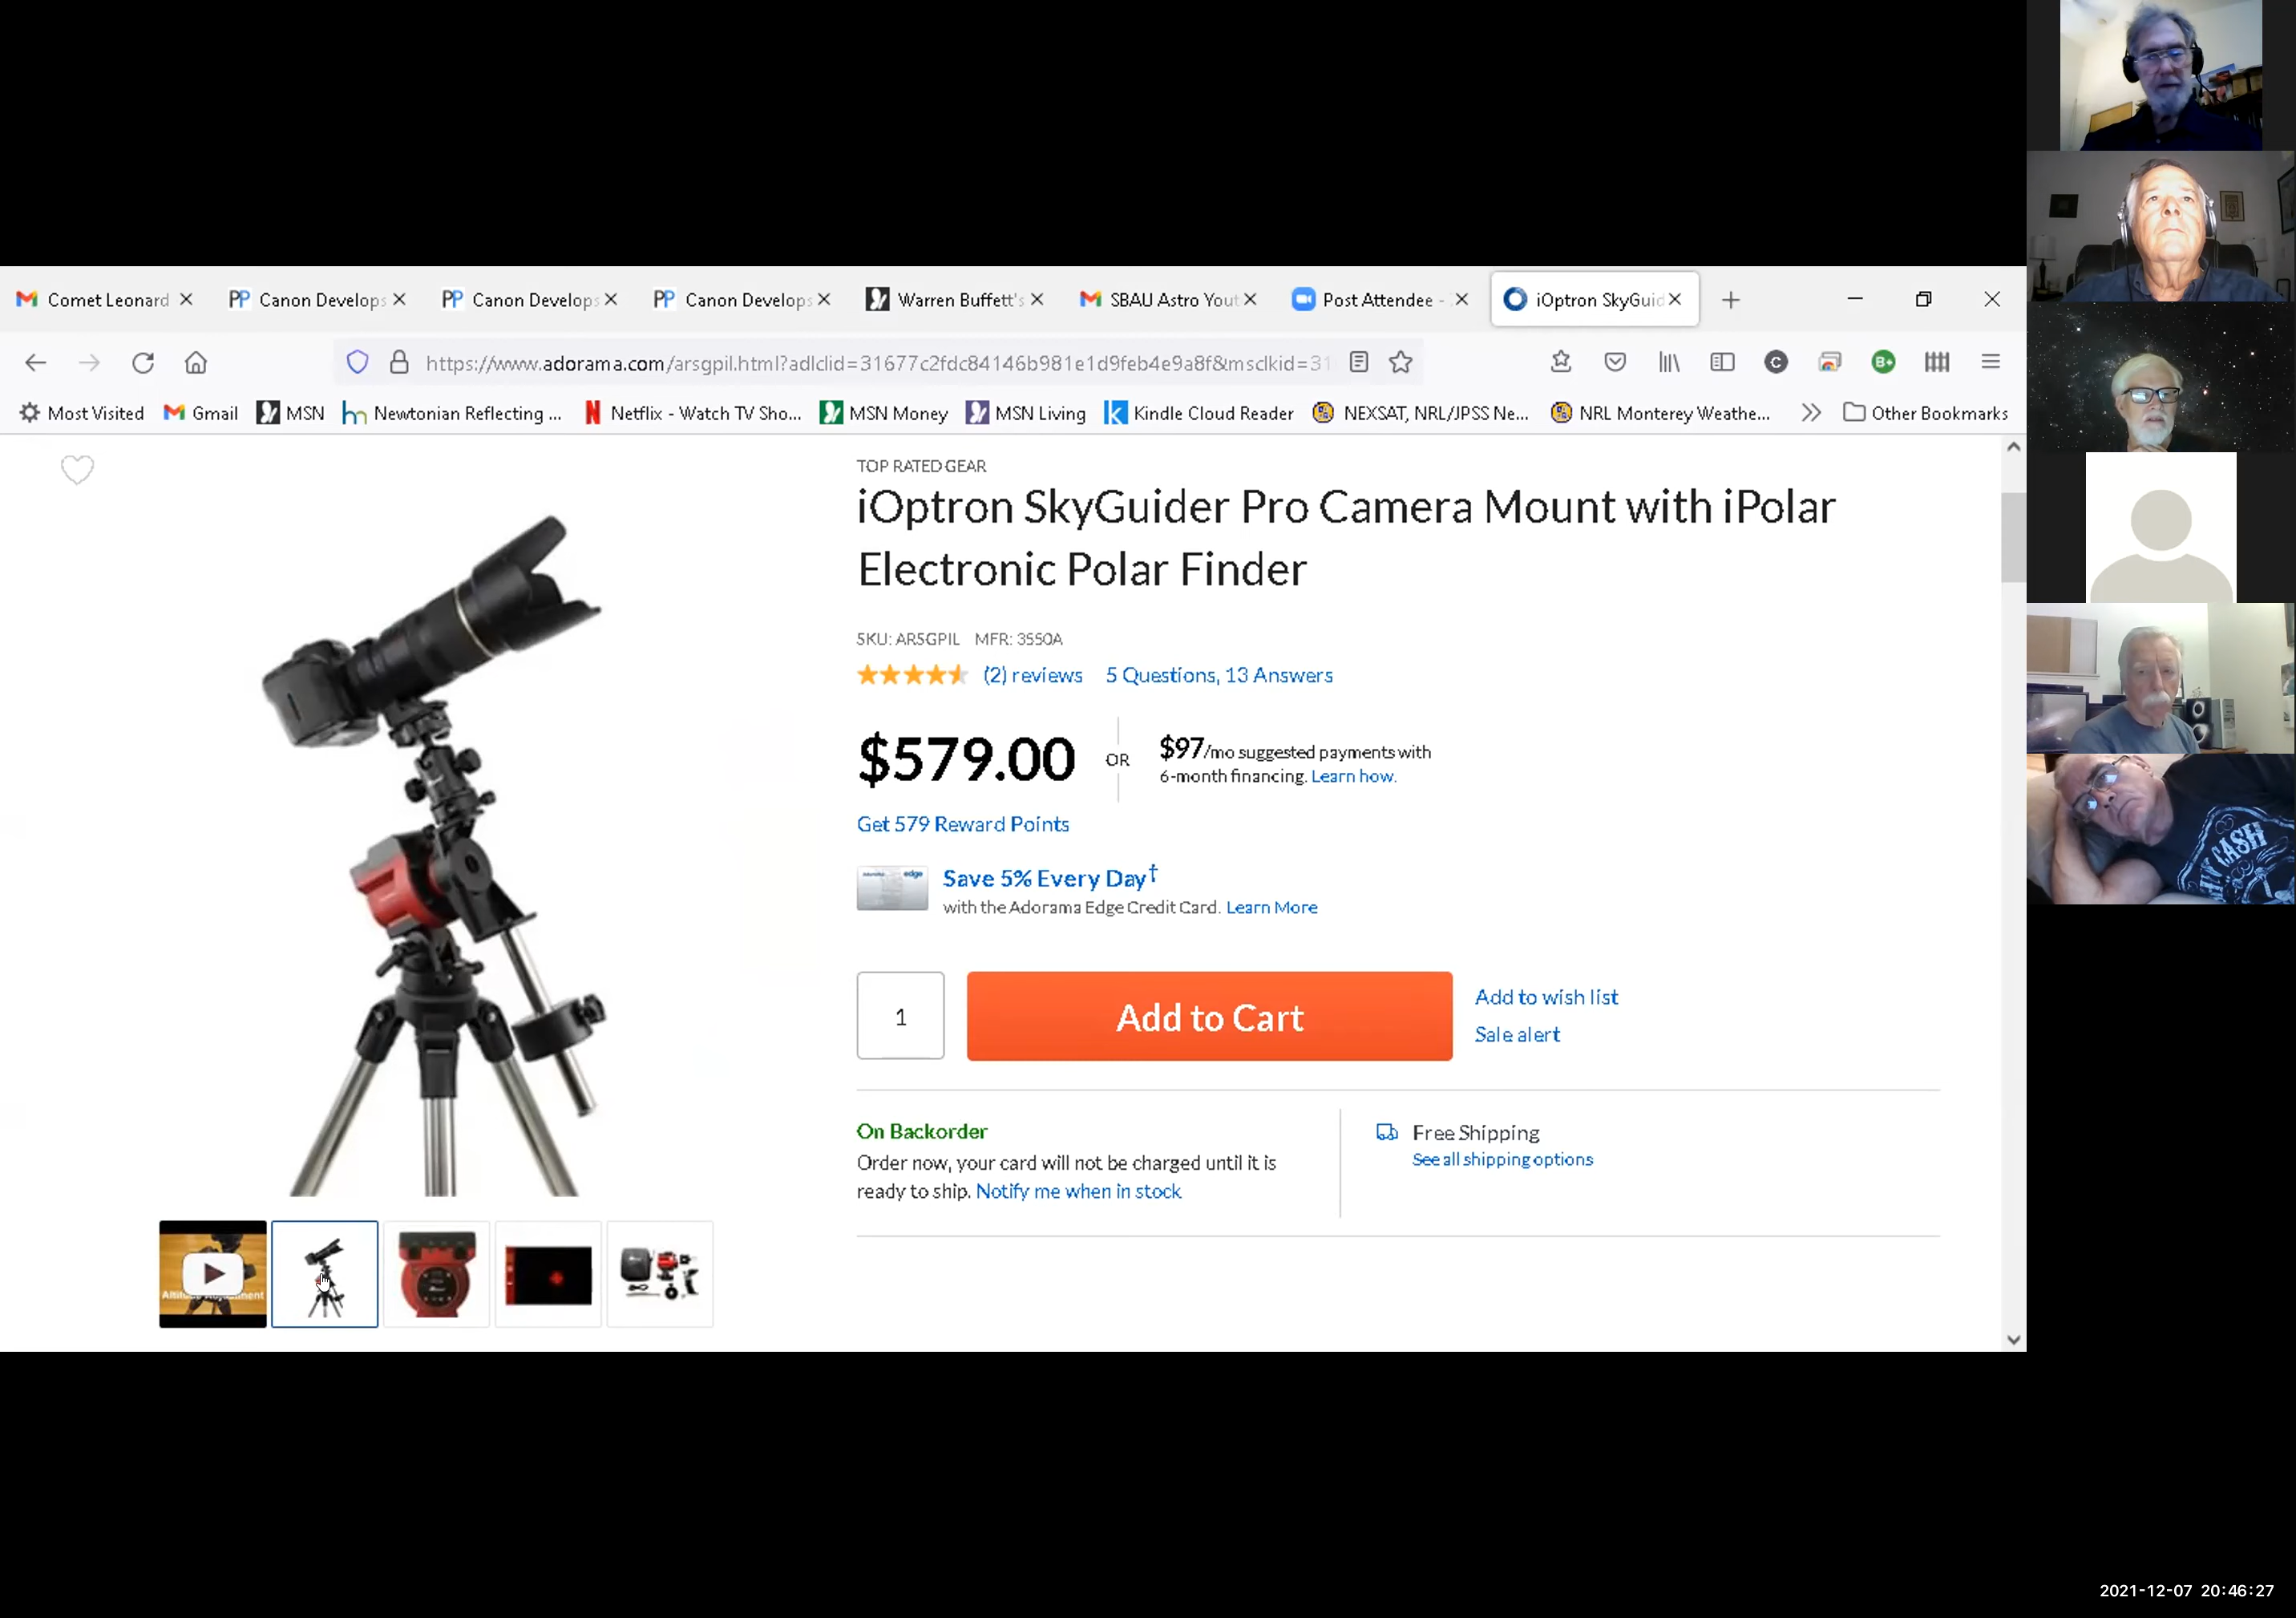 Comet Leonard
Canon Develops
Canon Develops
Canon Develops
Warren Buffett's
SBAU Astro Yout
Post Attendee -
iOptron SkyGuid
https://www.adorama.com/arsgpil.html?adlclid=31677c2fdc84146b981e1d9feb4e9a8f&msclkid=31
Most Visited
Gmail
MSN
Newtonian Reflecting ...
Netflix - Watch TV Sho...
MSN Money
MSN Living
Kindle Cloud Reader
NEXSAT, NRL/JPSS Ne...
NRL Monterey Weathe...
Other Bookmarks
TOP RATED GEAR
iOptron SkyGuider Pro Camera Mount with iPolar
Electronic Polar Finder
SKU: ARSGPIL MFR: 3550A
(2) reviews 5 Questions, 13 Answers
$579.00
OR
$97/mo suggested payments with
6-month financing. Learn how.
Get 579 Reward Points
edge
Save 5% Every Day†
with the Adorama Edge Credit Card. Learn More
1
Add to Cart
Add to wish list
Sale alert
On Backorder
Order now, your card will not be charged until it is
ready to ship. Notify me when in stock
Free Shipping
See all shipping options
CASH
2021-12-07 20:46:27